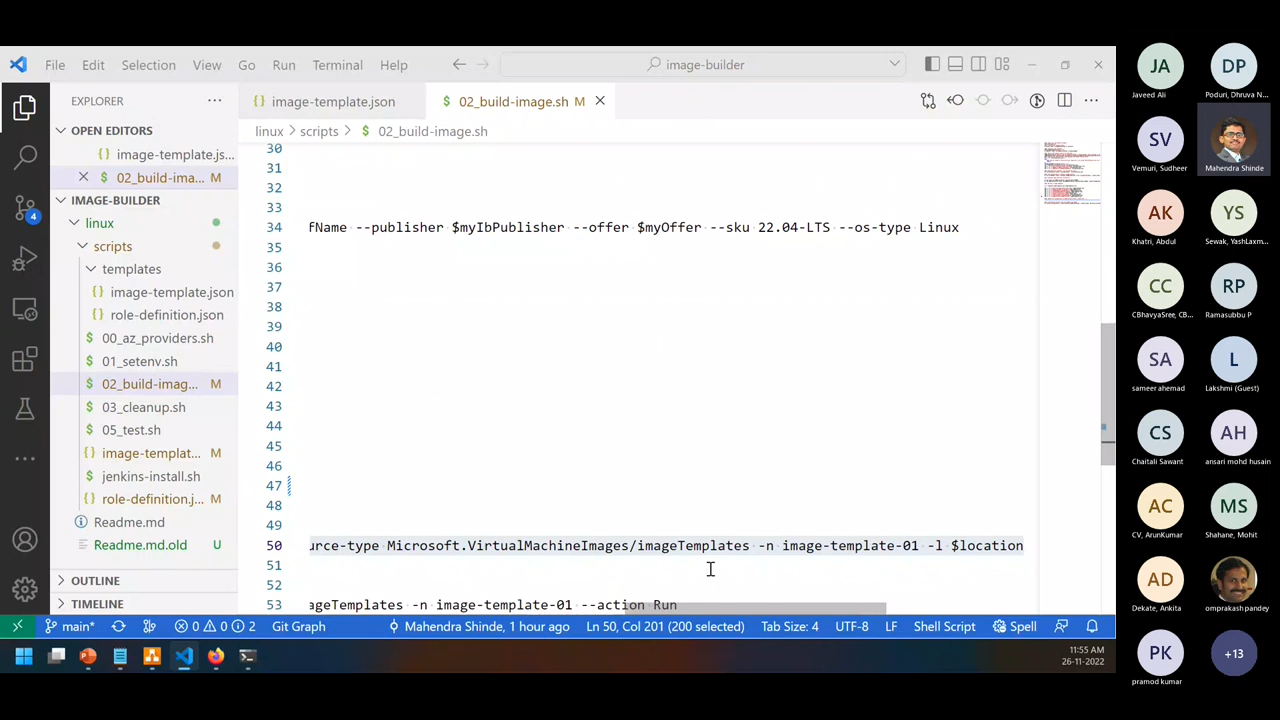 File Edit Selection View Go Run Terminal Help
image-builder
EXPLORER
OPEN EDITORS
image-template.js...
02_build-ima... M
IMAGE-BUILDER
linux
scripts
templates
image-template.json
role-definition.json
00_az_providers.sh
01_setenv.sh
02_build-imag... M
03_cleanup.sh
05_test.sh
image-templat... M
jenkins-install.sh
role-definition.j... M
Readme.md
Readme.md.old U
OUTLINE
TIMELINE
4
image-template.json
02_build-image.sh M
linux > scripts > $ 02_build-image.sh
30
31
32
33
34 fName --publisher $myIbPublisher --offer $myOffer --sku 22.04-LTS --os-type Linux
35
36
37
38
39
40
41
42
43
44
45
46
47
48
49
50 urce-type Microsoft.VirtualMachineImages/imageTemplates -n image-template-01 -l $location
51
52
53 ageTemplates -n image-template-01 --action Run
main* 0 0 2 Git Graph Mahendra Shinde, 1 hour ago Ln 50, Col 201 (200 selected) Tab Size: 4 UTF-8 LF Shell Script Spell
11:55 AM
26-11-2022
JA DP
Javeed Ali Poduri, Dhruva N...
SV
Vemuri, Sudheer Mahendra Shinde
AK YS
Khatri, Abdul Sewak, YashLaxm...
CC RP
CBhavyaSree, CB... Ramasubbu P
SA L
sameer ahemad Lakshmi (Guest)
CS AH
Chaitali Sawant ansari mohd husain
AC MS
CV, ArunKumar Shahane, Mohit
AD
Dekate, Ankita omprakash pandey
PK +13
pramod kumar